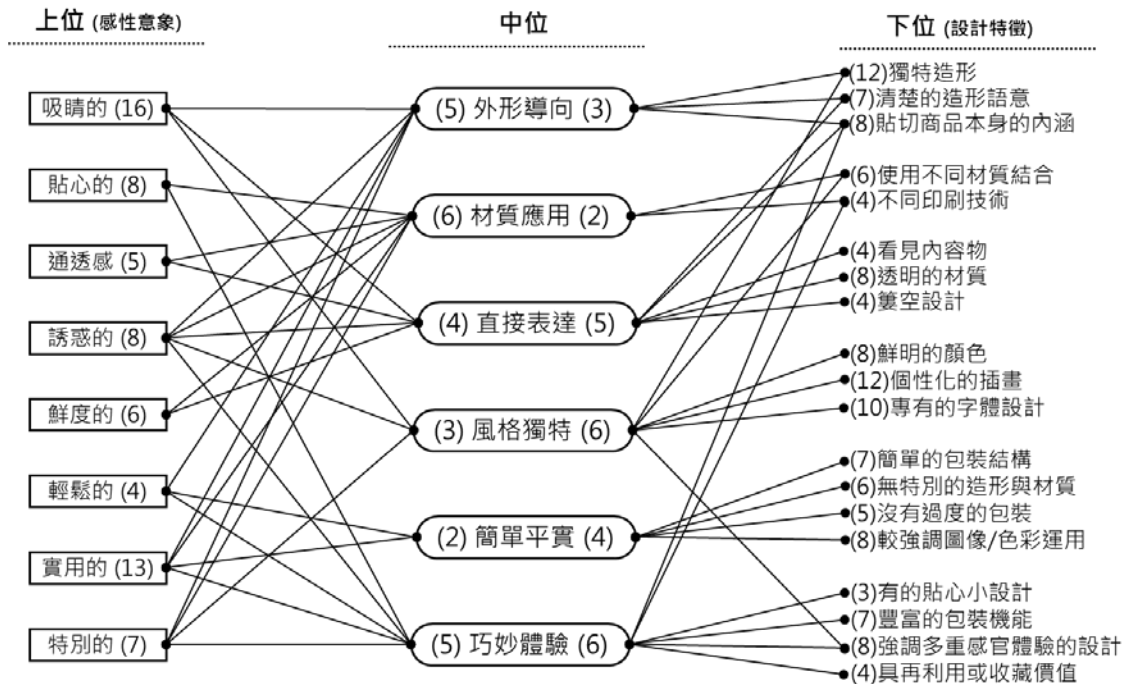 上位 (感性意象)
中位
下位 (設計特徵)
吸睛的 (16)
貼心的 (8)
通透感 (5)
誘惑的 (8)
鮮度的 (6)
輕鬆的 (4)
實用的 (13)
特別的 (7)
(5) 外形導向 (3)
(6) 材質應用 (2)
(4) 直接表達 (5)
(3) 風格獨特 (6)
(2) 簡單平實 (4)
(5) 巧妙體驗 (6)
(12)獨特造形
(7)清楚的造形語意
(8)貼切商品本身的內涵
(6)使用不同材質結合
(4)不同印刷技術
(4)看見內容物
(8)透明的材質
(4)簍空設計
(8)鮮明的顏色
(12)個性化的插畫
(10)專有的字體設計
(7)簡單的包裝結構
(6)無特別的造形與材質
(5)沒有過度的包裝
(8)較強調圖像/色彩運用
(3)有的貼心小設計
(7)豐富的包裝機能
(8)強調多重感官體驗的設計
(4)具再利用或收藏價值